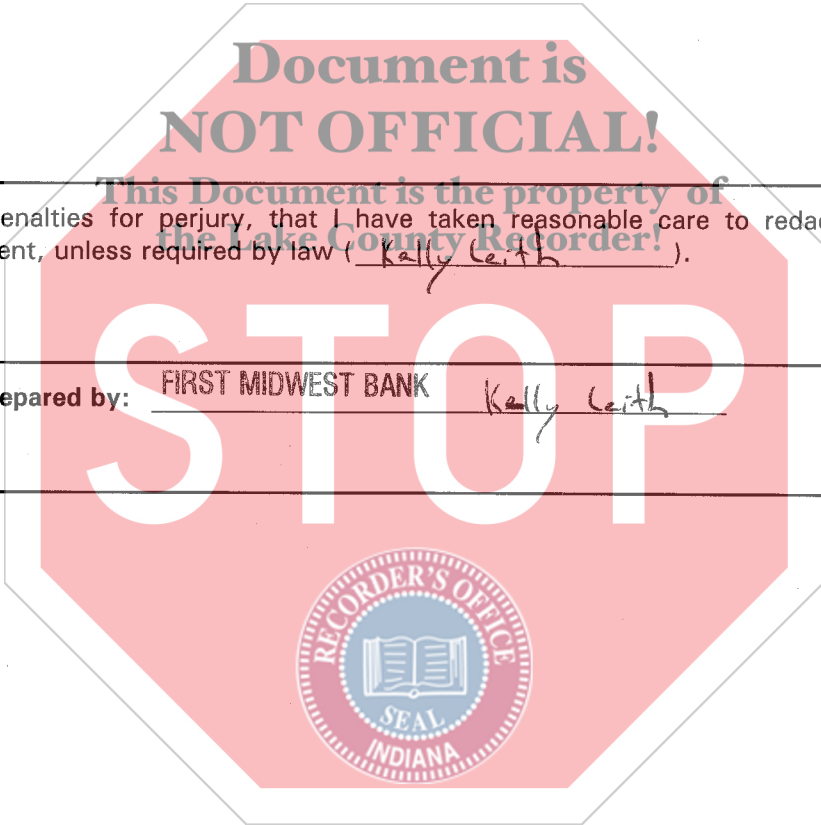 Document is
NOT OFFICIAL!
This Document is the property of
the Lake County Recorder!
enalties for perjury, that I have taken reasonable care to redac
ent, unless required by law ( Kelly Leith ).
epared by: FIRST MIDWEST BANK Kelly Leith
STOP
RECORDER'S OFFICE
SEAL
INDIANA